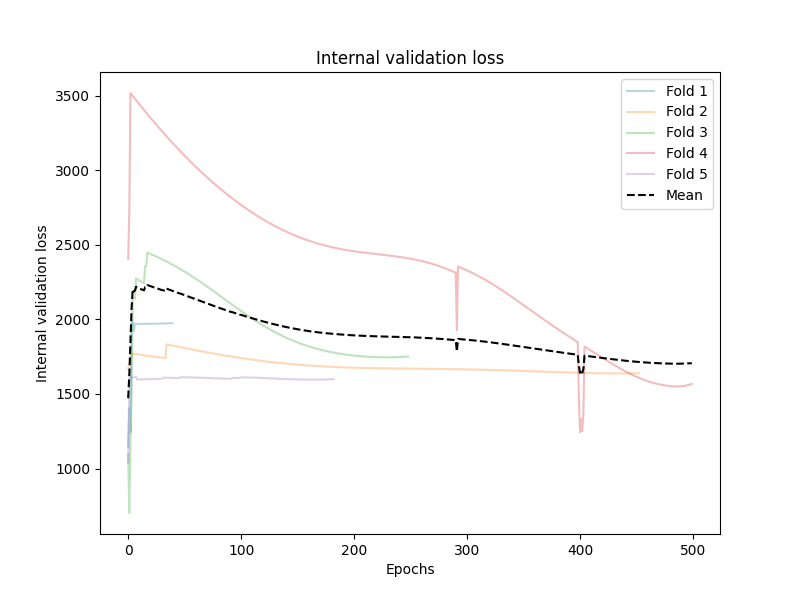 Internal validation loss
Internal validation loss
3500
3000
2500
2000
1500
1000
0
100
200
300
400
500
Epochs
Fold 1
Fold 2
Fold 3
Fold 4
Fold 5
Mean